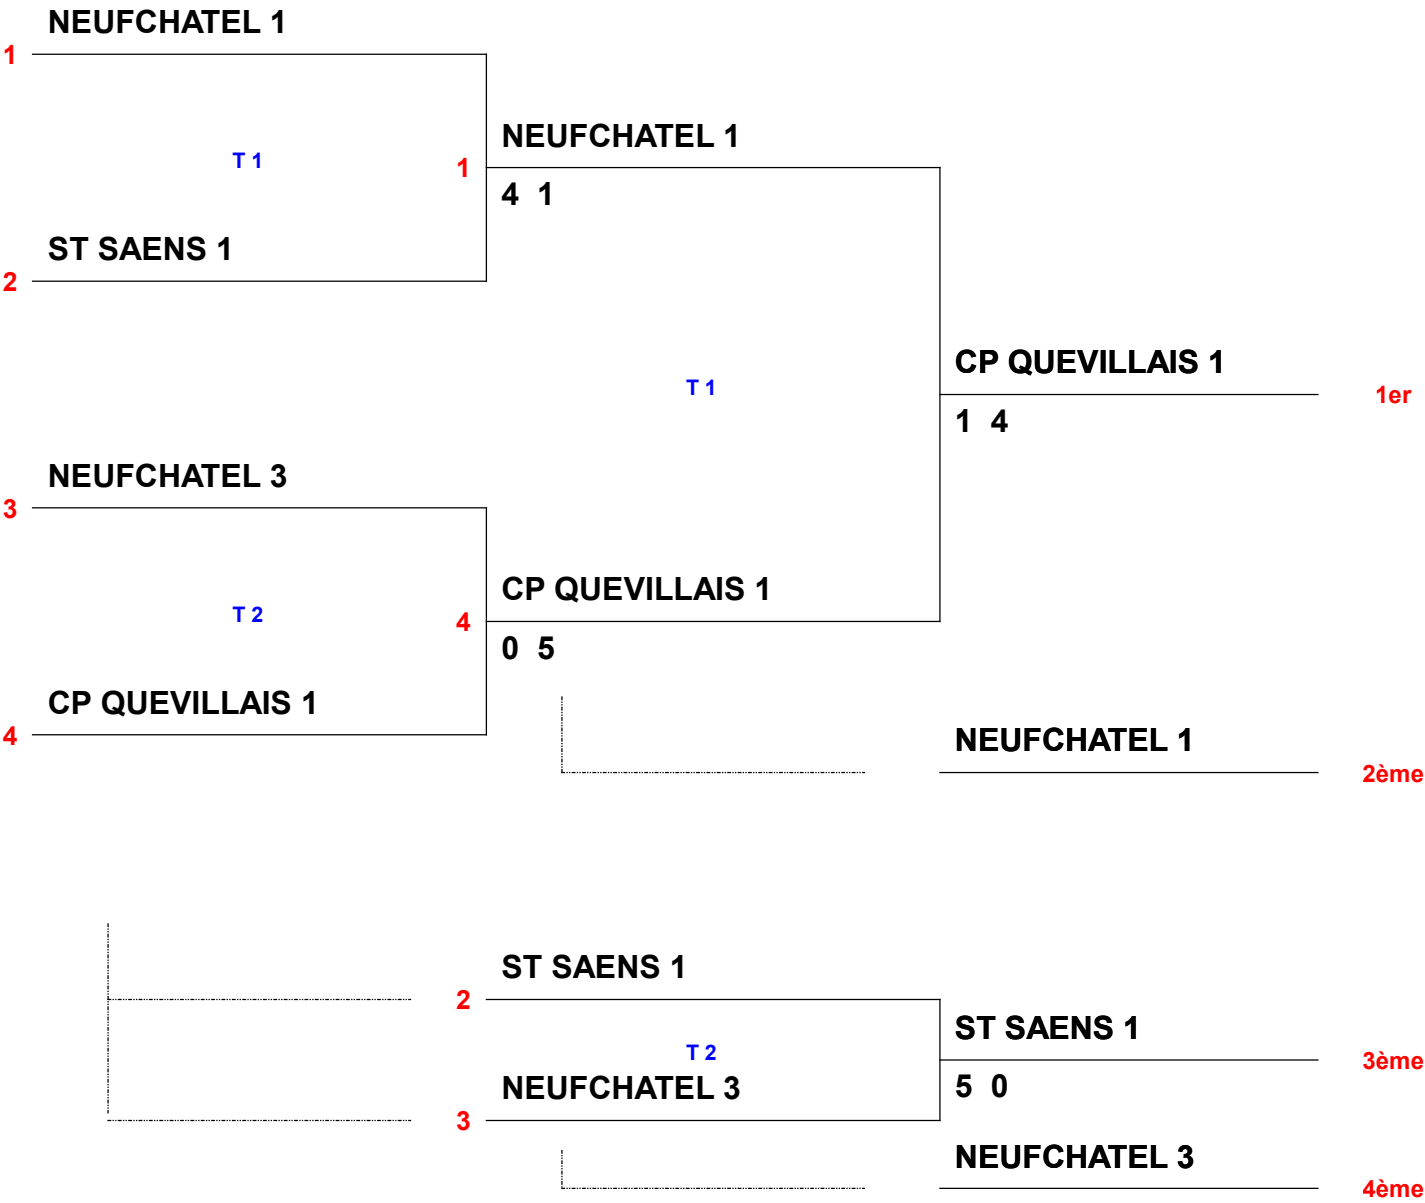 NEUFCHATEL 1
1
NEUFCHATEL 1
T 1
1
4 1
ST SAENS 1
2
CP QUEVILLAIS 1
T 1
1er
1 4
NEUFCHATEL 3
3
CP QUEVILLAIS 1
T 2
4
0 5
CP QUEVILLAIS 1
4
NEUFCHATEL 1
2ème
ST SAENS 1
2
ST SAENS 1
T 2
3ème
NEUFCHATEL 3
5 0
3
NEUFCHATEL 3
4ème